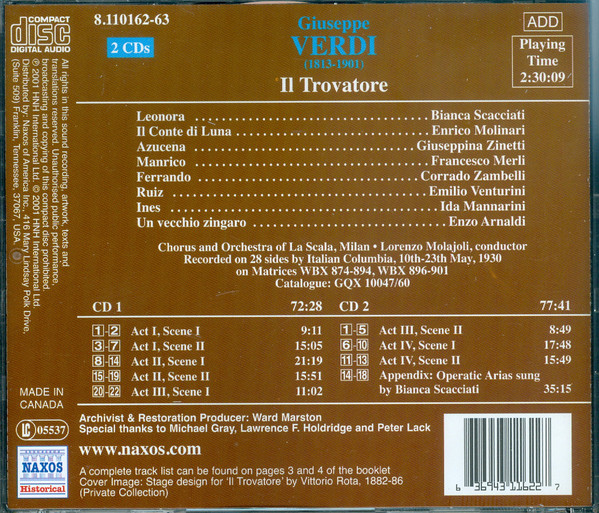 COMPACT
disc
DIGITAL AUDIO
8.110162-63
2 CDs
Giuseppe
VERDI
(1813-1901)
Il Trovatore
ADD
Playing
Time
2:30:09
All rights in this sound recording, artwork, texts and
translations reserved. Unauthorised public performance,
broadcasting and copying of this compact disc prohibited.
℗ 2001 HNH International Ltd. © 2001 HNH International Ltd.
Distributed by: Naxos of America Inc., 416 Mary Lindsay Polk Drive,
(Suite 509) Franklin, Tennessee, 37067, USA
Leonora ........ Bianca Scacciati
Il Conte di Luna ........ Enrico Molinari
Azucena ........ Giuseppina Zinetti
Manrico ........ Francesco Merli
Ferrando ........ Corrado Zambelli
Ruiz ........ Emilio Venturini
Ines ........ Ida Mannarini
Un vecchio zingaro ........ Enzo Arnaldi
Chorus and Orchestra of La Scala, Milan • Lorenzo Molajoli, conductor
Recorded on 28 sides by Italian Columbia, 10th-23th May, 1930
on Matrices WBX 874-894, WBX 896-901
Catalogue: GQX 10047/60
CD 1 72:28
1-2 Act I, Scene I 9:11
3-7 Act I, Scene II 15:05
8-14 Act II, Scene I 21:19
15-19 Act II, Scene II 15:51
20-22 Act III, Scene I 11:02
CD 2 77:41
1-5 Act III, Scene II 8:49
6-10 Act IV, Scene I 17:48
11-13 Act IV, Scene II 15:49
14-18 Appendix: Operatic Arias sung
by Bianca Scacciati 35:15
MADE IN
CANADA
LC 05537
NAXOS
Historical
Archivist & Restoration Producer: Ward Marston
Special thanks to Michael Gray, Lawrence F. Holdridge and Peter Lack
www.naxos.com
A complete track list can be found on pages 3 and 4 of the booklet
Cover Image: Stage design for 'Il Trovatore' by Vittorio Rota, 1882-86
(Private Collection)
6 36943 11622 7